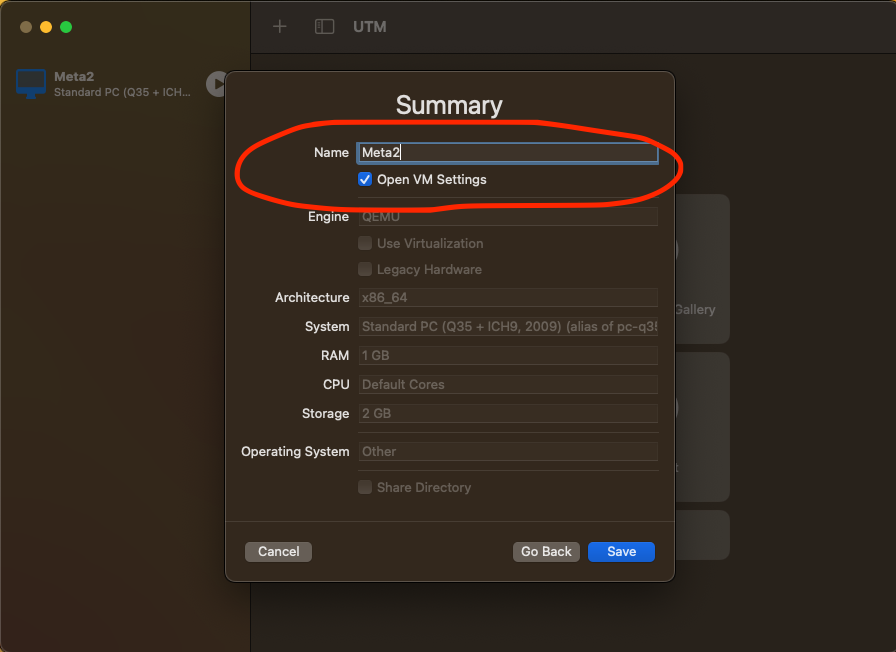 UTM
Meta2
Standard PC (Q35 + ICH...
Summary
Name Meta2
Open VM Settings
Engine QEMU
Use Virtualization
Legacy Hardware
Architecture x86_64
System Standard PC (Q35 + ICH9, 2009) (alias of pc-q35
RAM 1 GB
CPU Default Cores
Storage 2 GB
Operating System Other
Share Directory
Cancel Go Back Save
Gallery